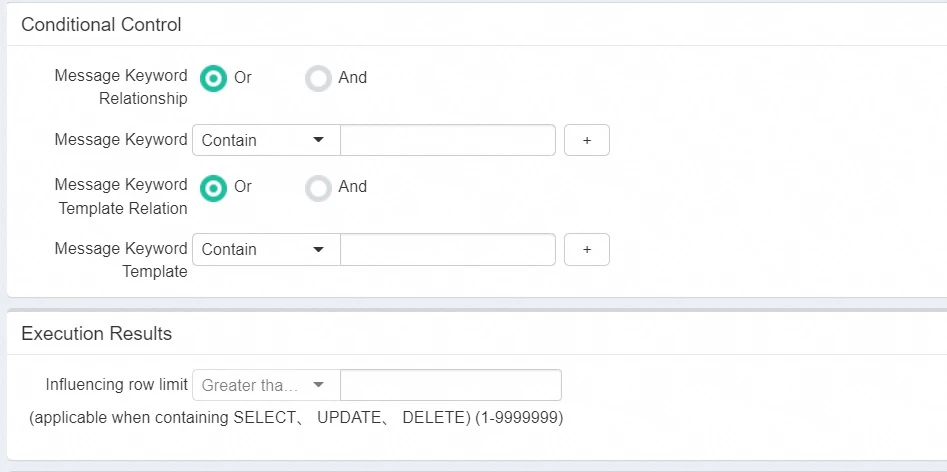 Conditional Control
Message Keyword Relationship
Or
And
Message Keyword
Contain
+
Message Keyword Template Relation
Or
And
Message Keyword Template
Contain
+
Execution Results
Influencing row limit
Greater tha...
(applicable when containing SELECT、 UPDATE、 DELETE) (1-9999999)